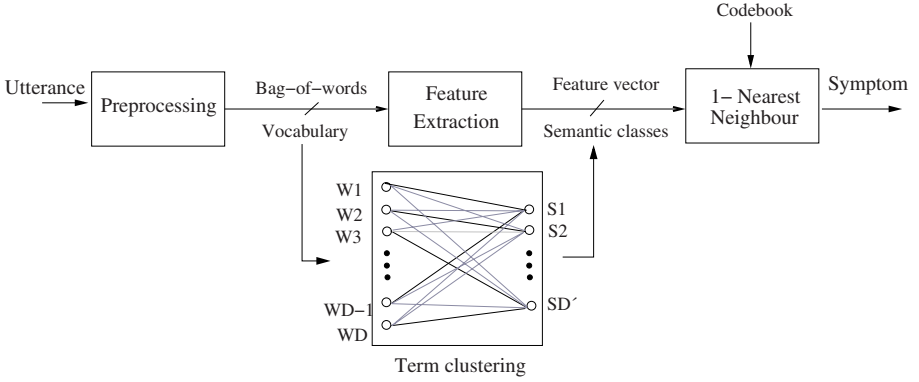 Codebook
Utterance
Preprocessing
Bag-of-words
Vocabulary
Feature
Extraction
Feature vector
Semantic classes
1- Nearest
Neighbour
Symptom
W1
W2
W3
WD-1
WD
S1
S2
SD´
Term clustering